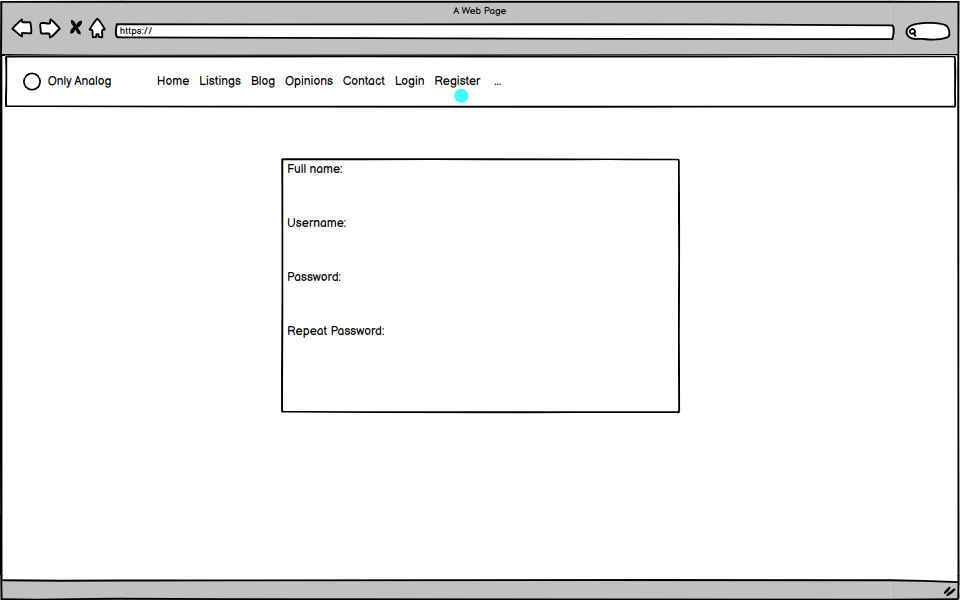 A Web Page
https://
Only Analog Home Listings Blog Opinions Contact Login Register ...
Full name:
Username:
Password:
Repeat Password: